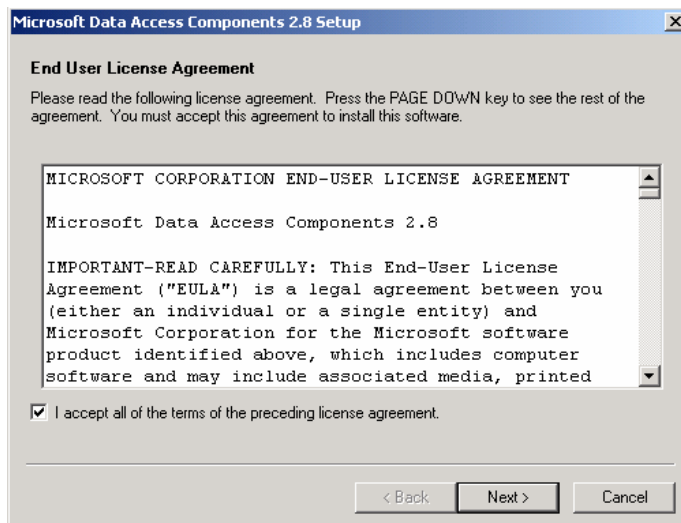 Microsoft Data Access Components 2.8 Setup
End User License Agreement
Please read the following license agreement. Press the PAGE DOWN key to see the rest of the
agreement. You must accept this agreement to install this software.
MICROSOFT CORPORATION END-USER LICENSE AGREEMENT
Microsoft Data Access Components 2.8
IMPORTANT-READ CAREFULLY: This End-User License
Agreement ("EULA") is a legal agreement between you
(either an individual or a single entity) and
Microsoft Corporation for the Microsoft software
product identified above, which includes computer
software and may include associated media, printed
I accept all of the terms of the preceding license agreement.
< Back Next > Cancel